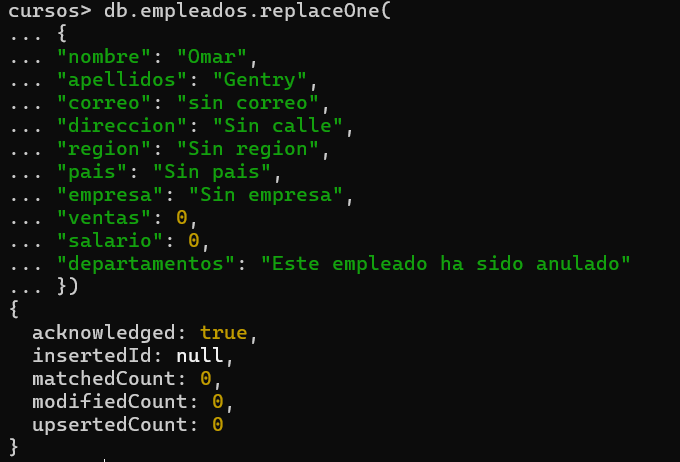 cursos> db.empleados.replaceOne(
... {
... "nombre": "Omar",
... "apellidos": "Gentry",
... "correo": "sin correo",
... "direccion": "Sin calle",
... "region": "Sin region",
... "pais": "Sin pais",
... "empresa": "Sin empresa",
... "ventas": 0,
... "salario": 0,
... "departamentos": "Este empleado ha sido anulado"
... })
{
  acknowledged: true,
  insertedId: null,
  matchedCount: 0,
  modifiedCount: 0,
  upsertedCount: 0
}